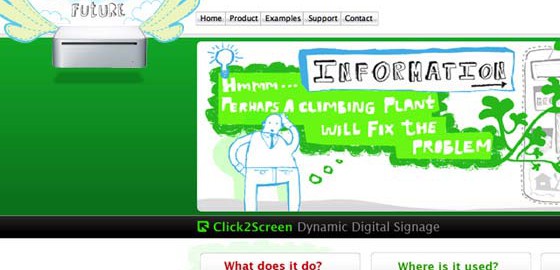 FUTURE
Home Product Examples Support Contact
INFORMATION
HMMM...
PERHAPS A CLIMBING PLANT
WILL FIX THE
PROBLEM
Click2Screen Dynamic Digital Signage
What does it do?
Where is it used?